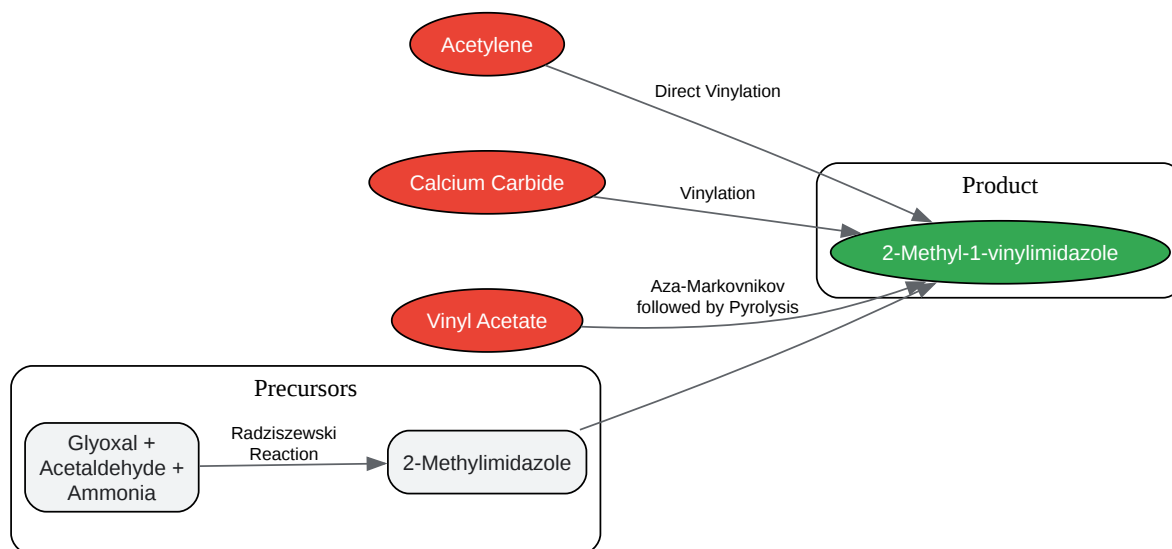 Acetylene
Direct Vinylation
Calcium Carbide
Vinylation
Product
2-Methyl-1-vinylimidazole
Vinyl Acetate
Aza-Markovnikov
followed by Pyrolysis
Precursors
Glyoxal +
Acetaldehyde +
Ammonia
Radziszewski
Reaction
2-Methylimidazole